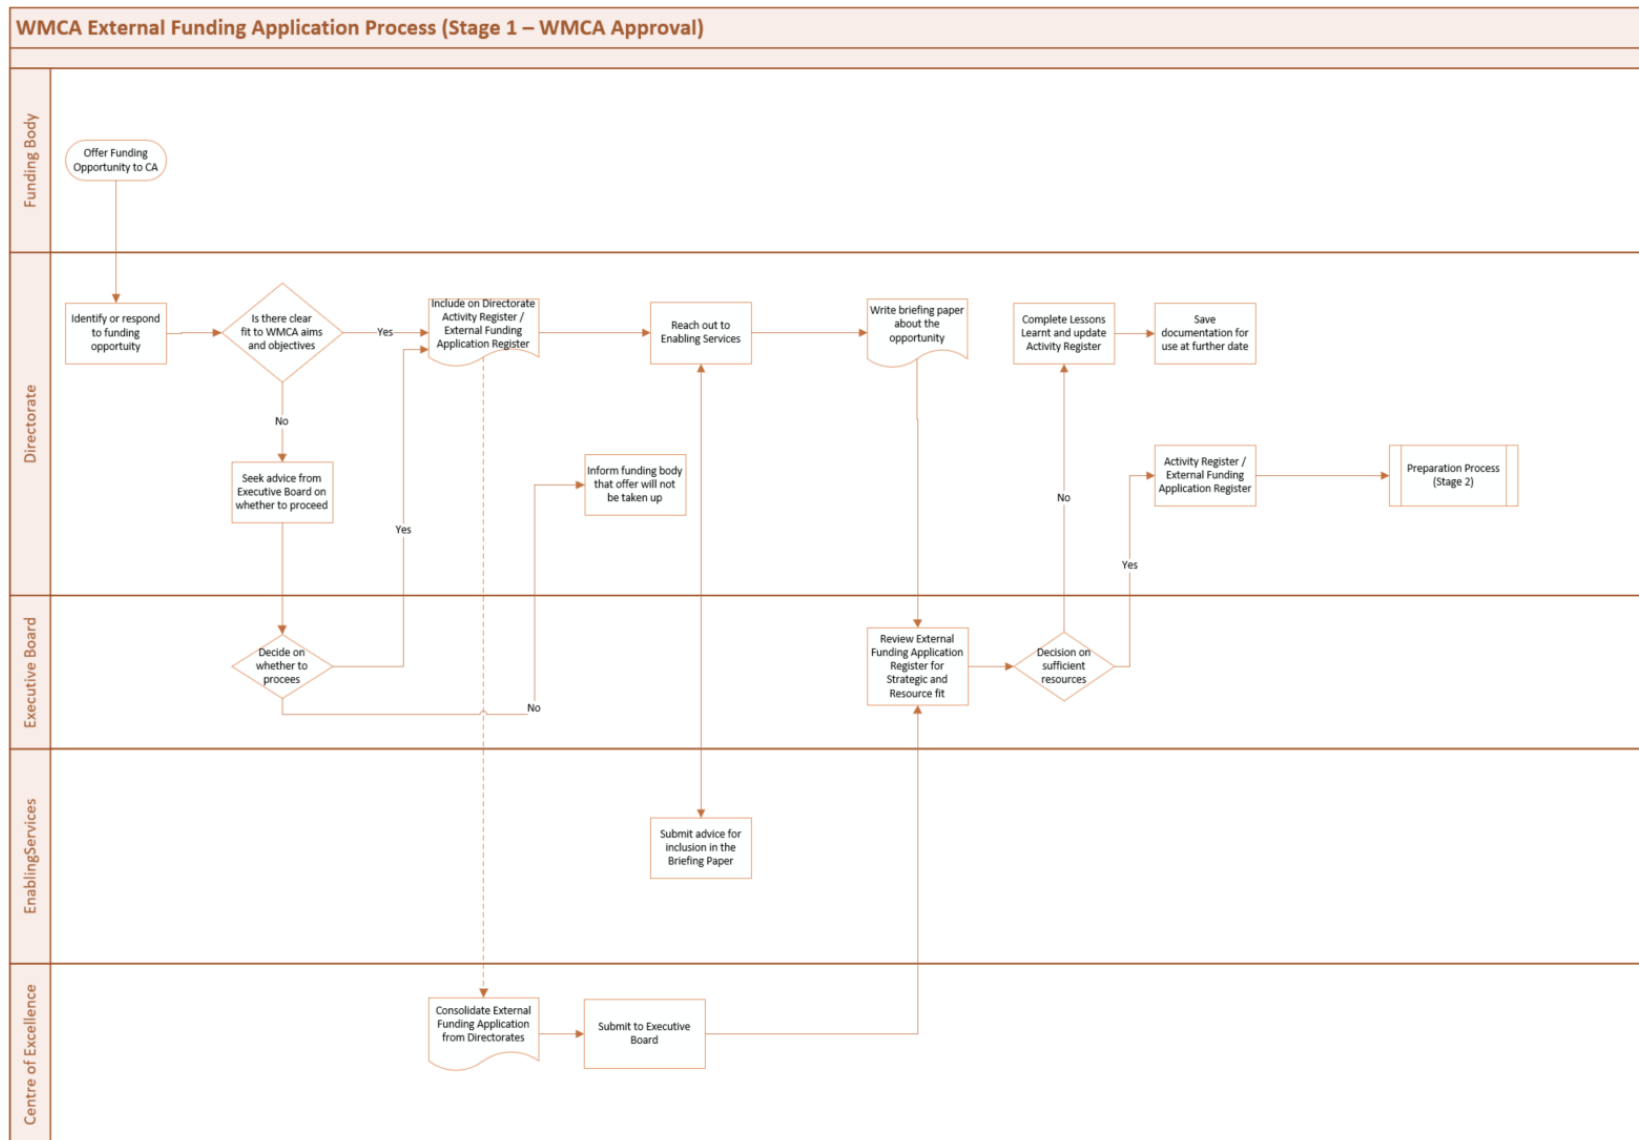 WMCA External Funding Application Process (Stage 1 – WMCA Approval)
Funding Body
Offer Funding
Opportunity to CA
Directorate
Identify or respond
to funding
opportuity
Is there clear
fit to WMCA aims
and objectives
Yes
No
Include on Directorate
Activity Register /
External Funding
Application Register
Reach out to
Enabling Services
Write briefing paper
about the
opportunity
Complete Lessons
Learnt and update
Activity Register
Save
documentation for
use at further date
Seek advice from
Executive Board on
whether to proceed
Yes
Inform funding body
that offer will not
be taken up
No
Activity Register /
External Funding
Application Register
Preparation Process
(Stage 2)
Yes
Executive Board
Decide on
whether to
procees
No
Review External
Funding Application
Register for
Strategic and
Resource fit
Decision on
sufficient
resources
EnablingServices
Submit advice for
inclusion in the
Briefing Paper
Centre of Excellence
Consolidate External
Funding Application
from Directorates
Submit to Executive
Board